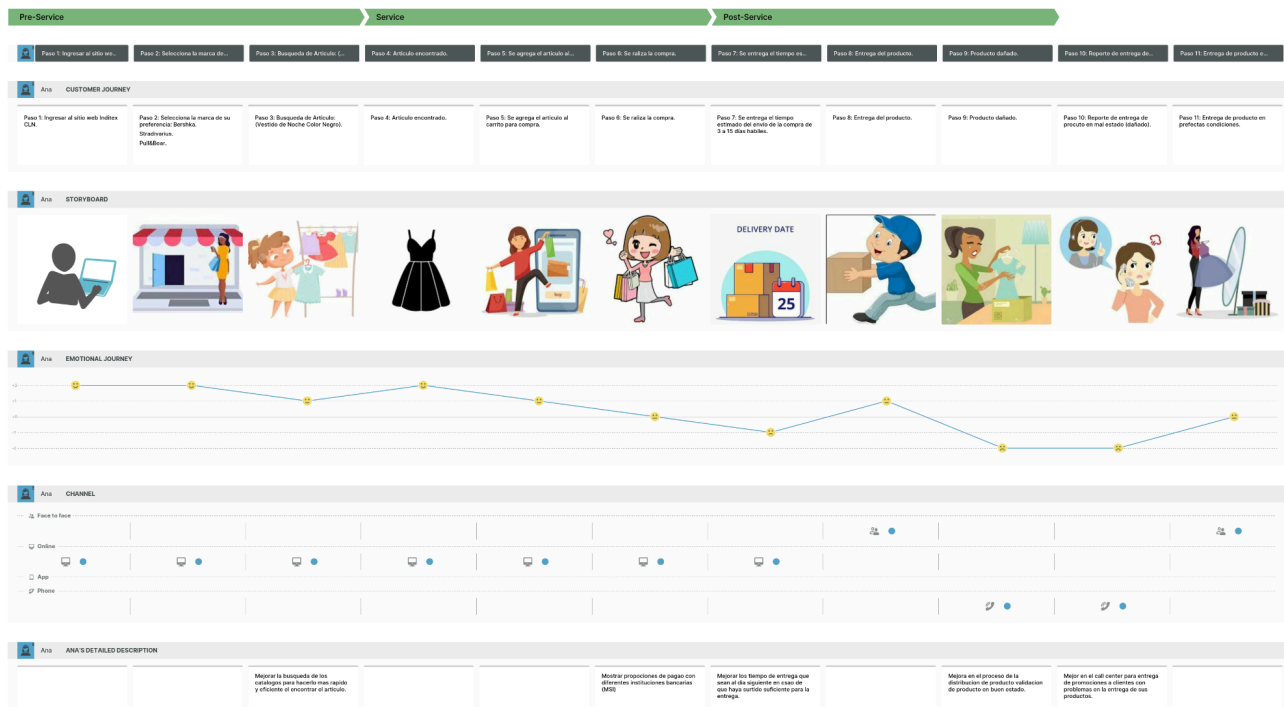 Pre-Service
Service
Post-Service
Paso 1: Ingresar al sitio we...
Paso 2: Selecciona la marca de...
Paso 3: Busqueda de Articulo: (...
Paso 4: Articulo encontrado.
Paso 5: Se agrega el articulo al...
Paso 6: Se raliza la compra.
Paso 7: Se entrega el tiempo es...
Paso 8: Entrega del producto.
Paso 9: Producto dañado.
Paso 10: Reporte de entrega de...
Paso 11: Entrega de producto e...
Ana CUSTOMER JOURNEY
Paso 1: Ingresar al sitio web Inditex
CLN.
Paso 2: Selecciona la marca de su
preferencia: Bershka.
Stradivarius.
Pull&Bear.
Paso 3: Busqueda de Articulo:
(Vestido de Noche Color Negro).
Paso 4: Articulo encontrado.
Paso 5: Se agrega el articulo al
carrito para compra.
Paso 6: Se raliza la compra.
Paso 7: Se entrega el tiempo
estimado del envio de la compra de
3 a 15 días habiles.
Paso 8: Entrega del producto.
Paso 9: Producto dañado.
Paso 10: Reporte de entrega de
procuto en mal estado (dañado).
Paso 11: Entrega de producto en
prefectas condiciones.
Ana STORYBOARD
DELIVERY DATE
25
Ana EMOTIONAL JOURNEY
Ana CHANNEL
Face to face
Online
App
Phone
Ana ANA'S DETAILED DESCRIPTION
Mejorar la busqueda de los
catalogos para hacerlo mas rapido
y eficiente el encontrar el articulo.
Mostrar propociones de pagao con
diferentes instituciones bancarias
(MSI)
Mejorar los tiempo de entrega que
sean al dia siguiente en csao de
que haya surtido suficiente para la
entrega.
Mejora en el proceso de la
distribucion de producto validacion
de producto en buen estado.
Mejor en el call center para entrega
de promociones a clientes con
problemas en la entrega de sus
productos.